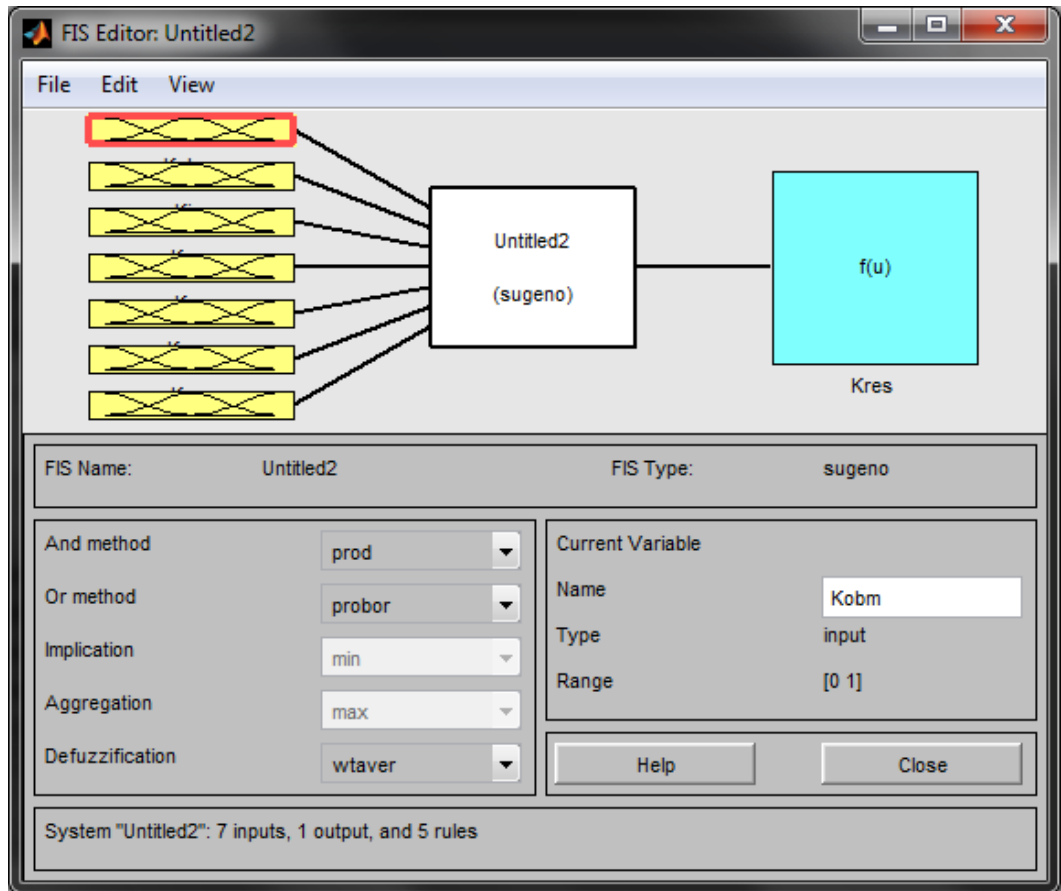 FIS Editor: Untitled2
File Edit View
Untitled2
(sugeno)
f(u)
Kres
FIS Name: Untitled2 FIS Type: sugeno
And method prod
Or method probor
Implication min
Aggregation max
Defuzzification wtaver
Current Variable
Name Kobm
Type input
Range [0 1]
Help Close
System "Untitled2": 7 inputs, 1 output, and 5 rules